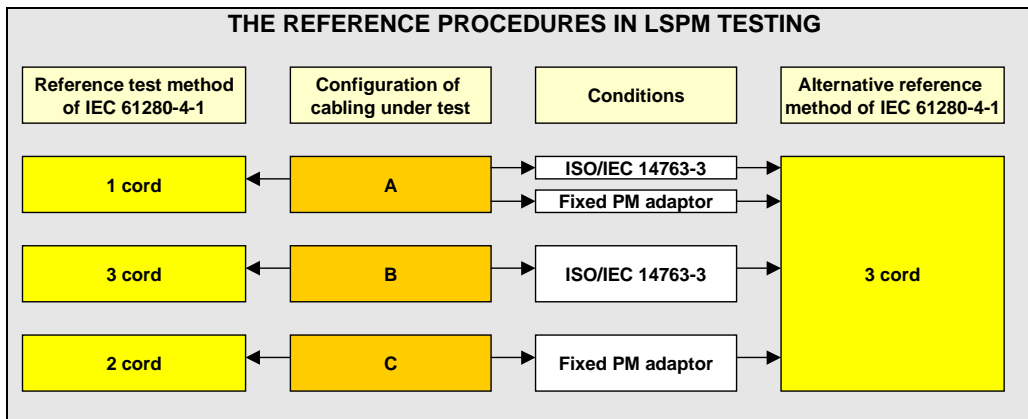 THE REFERENCE PROCEDURES IN LSPM TESTING
Reference test method
of IEC 61280-4-1
Configuration of
cabling under test
Conditions
Alternative reference
method of IEC 61280-4-1
1 cord
A
ISO/IEC 14763-3
Fixed PM adaptor
3 cord
B
ISO/IEC 14763-3
3 cord
2 cord
C
Fixed PM adaptor